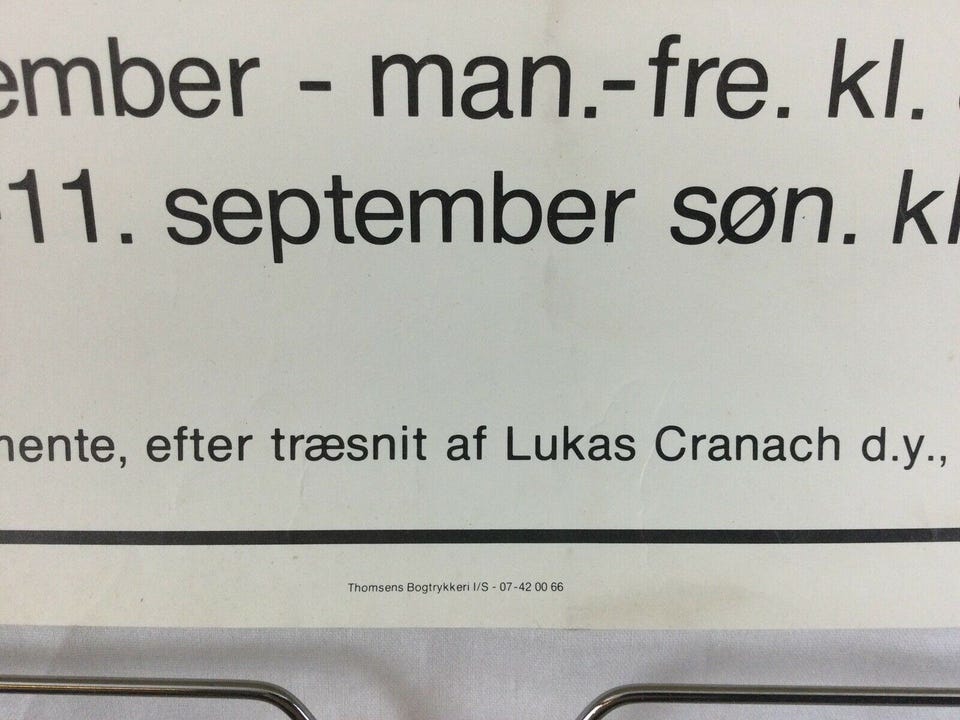 ember - man.-fre. kl.
-11. september søn. kl
mente, efter træsnit af Lukas Cranach d.y.,
Thomsens Bogtrykkeri I/S - 07-42 00 66